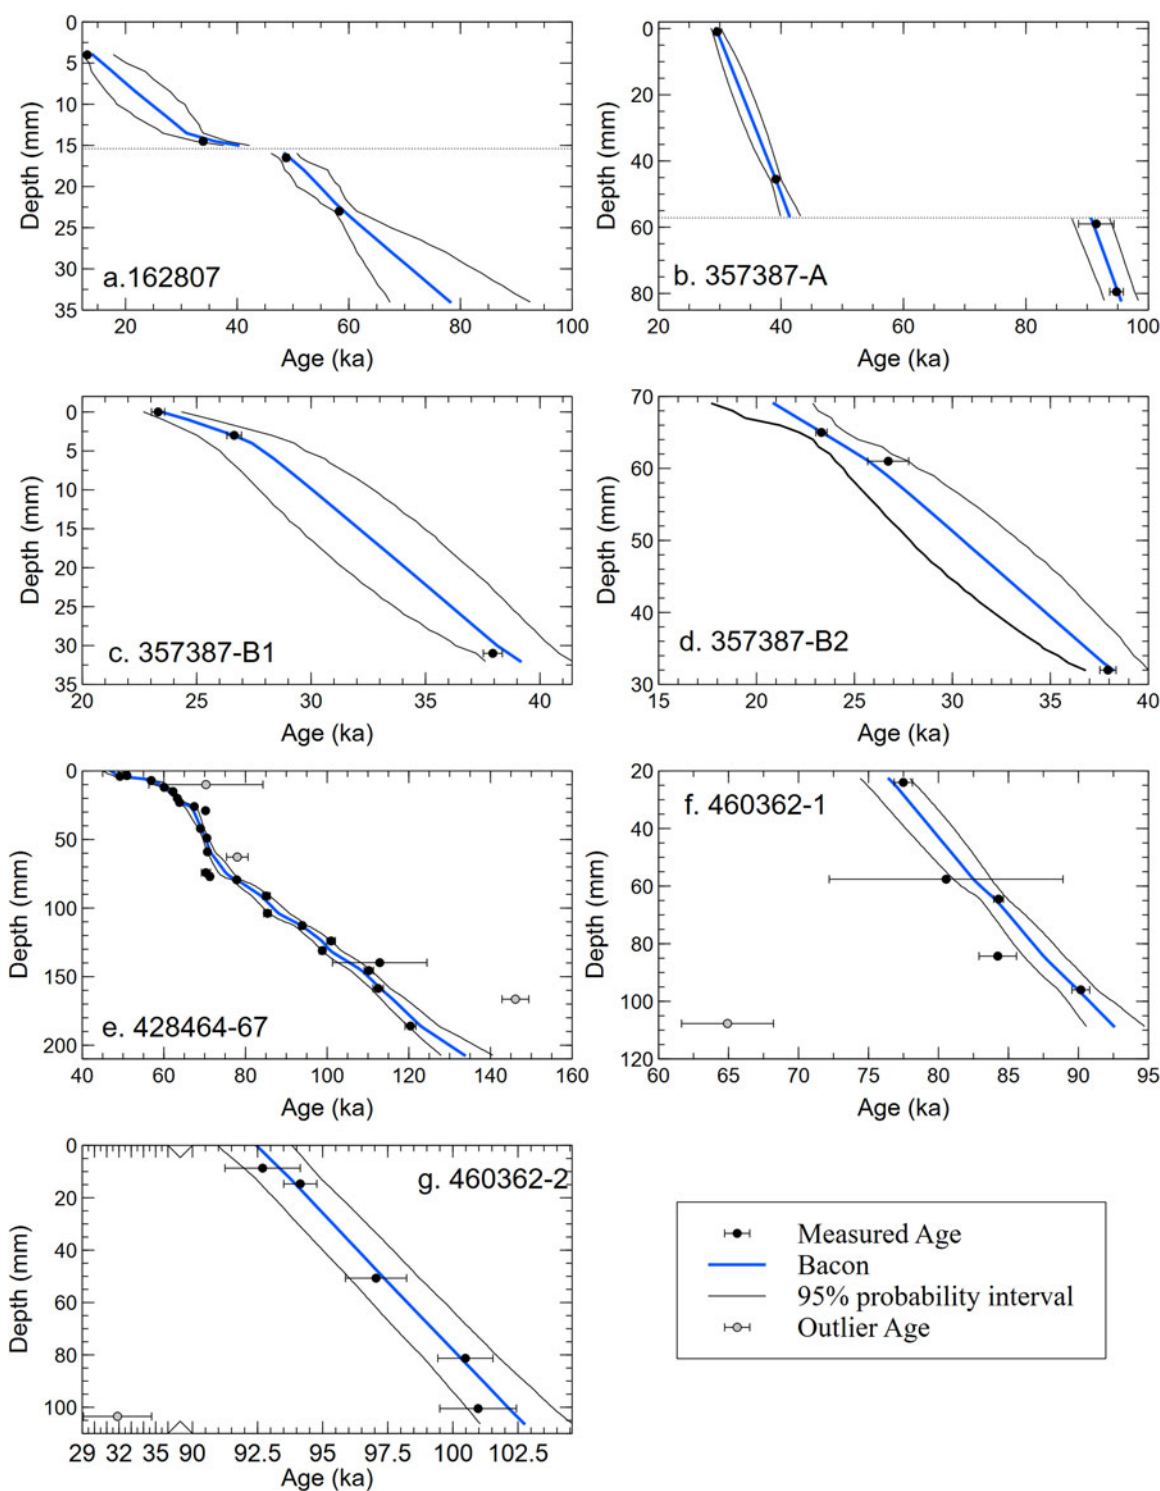 0
5
10
15
20
25
30
35
Depth (mm)
a.162807
20 40 60 80 100
Age (ka)
0
20
40
60
80
Depth (mm)
b. 357387-A
20 40 60 80 100
Age (ka)
0
5
10
15
20
25
30
35
Depth (mm)
c. 357387-B1
20 25 30 35 40
Age (ka)
70
60
50
40
30
Depth (mm)
d. 357387-B2
15 20 25 30 35 40
Age (ka)
0
50
100
150
200
Depth (mm)
e. 428464-67
40 60 80 100 120 140 160
Age (ka)
20
40
60
80
100
120
Depth (mm)
f. 460362-1
60 65 70 75 80 85 90 95
Age (ka)
0
20
40
60
80
100
Depth (mm)
g. 460362-2
29 32 35 90 92.5 95 97.5 100 102.5
Age (ka)
Measured Age
Bacon
95% probability interval
Outlier Age